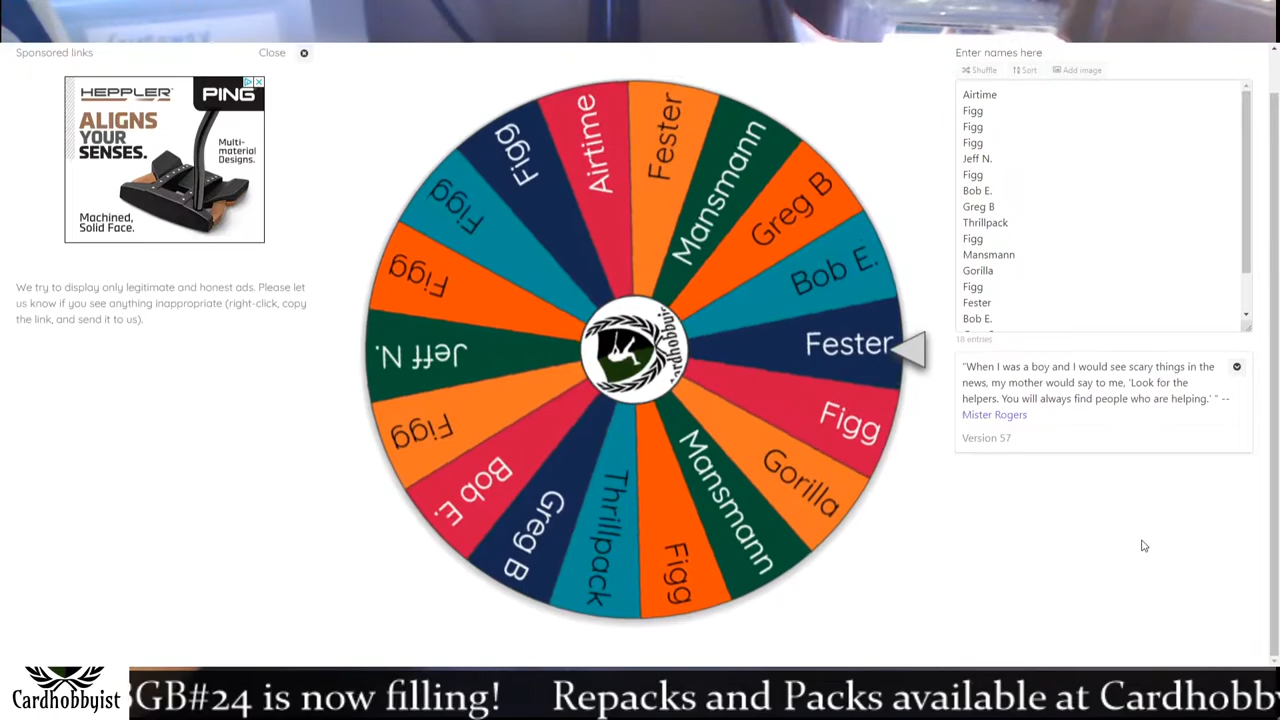 Sponsored links
Close
HEPPLER
PING
ALIGNS
YOUR
SENSES.
Multi-
material
Designs.
Machined,
Solid Face.
We try to display only legitimate and honest ads. Please let
us know if you see anything inappropriate (right-click, copy
the link, and send it to us).
Airtime
Fester
Mansmann
Greg B
Bob E.
Fester
Figg
Gorilla
Mansmann
Figg
Thrillpack
Greg B
Bob E.
Figg
Jeff N.
Figg
Figg
Figg
Enter names here
Shuffle
Sort
Add image
Airtime
Figg
Figg
Figg
Jeff N.
Figg
Bob E.
Greg B
Thrillpack
Figg
Mansmann
Gorilla
Figg
Fester
Bob E.
18 entries
"When I was a boy and I would see scary things in the
news, my mother would say to me, 'Look for the
helpers. You will always find people who are helping.' " --
Mister Rogers
Version 57
Cardhobbyist
GB#24 is now filling! Repacks and Packs available at Cardhobby